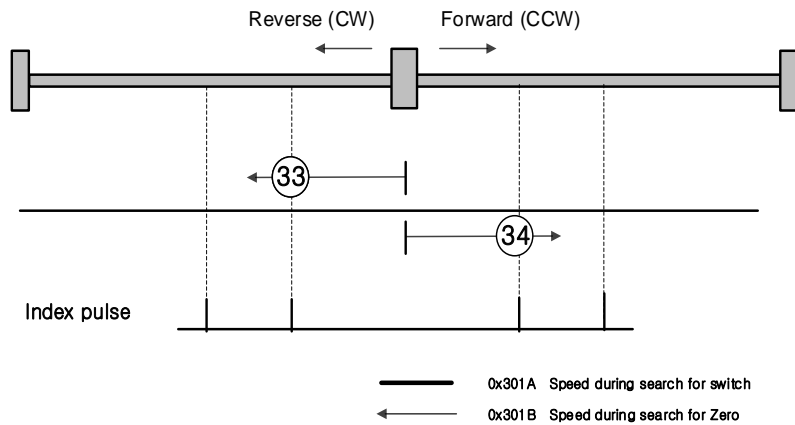 Reverse (CW) Forward (CCW)
33
34
Index pulse
0x301A Speed during search for switch
0x301B Speed during search for Zero